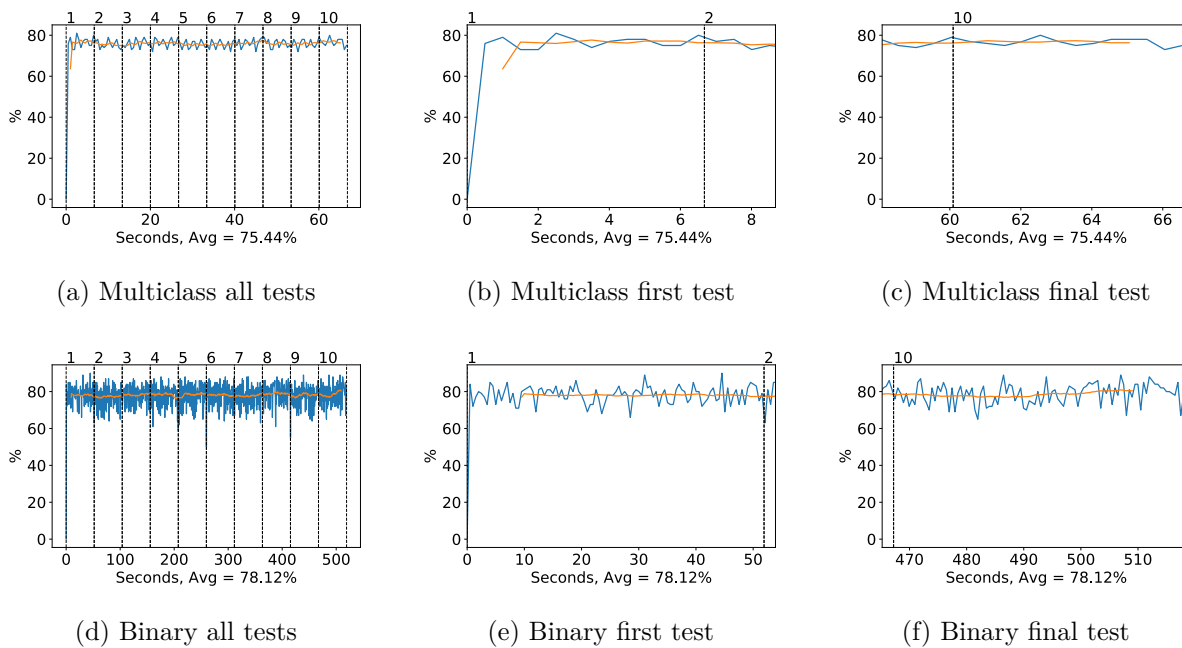 1 2 3 4 5 6 7 8 9 10
80
60
40
20
0
%
0 20 40 60
Seconds, Avg = 75.44%
(a) Multiclass all tests
1 2
80
60
40
20
0
%
0 2 4 6 8
Seconds, Avg = 75.44%
(b) Multiclass first test
10
80
60
40
20
0
%
60 62 64 66
Seconds, Avg = 75.44%
(c) Multiclass final test
1 2 3 4 5 6 7 8 9 10
80
60
40
20
0
%
0 100 200 300 400 500
Seconds, Avg = 78.12%
(d) Binary all tests
1 2
80
60
40
20
0
%
0 10 20 30 40 50
Seconds, Avg = 78.12%
(e) Binary first test
10
80
60
40
20
0
%
470 480 490 500 510
Seconds, Avg = 78.12%
(f) Binary final test